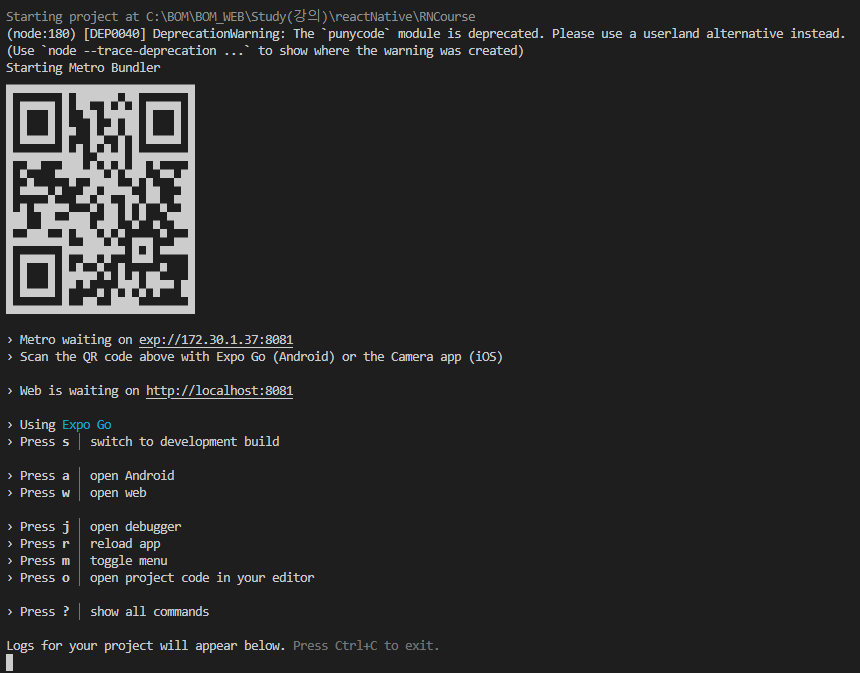 Starting project at C:\BOM\BOM_WEB\Study(강의)\reactNative\RNCourse
(node:180) [DEP0040] DeprecationWarning: The `punycode` module is deprecated. Please use a userland alternative instead.
(Use `node --trace-deprecation ...` to show where the warning was created)
Starting Metro Bundler
› Metro waiting on exp://172.30.1.37:8081
› Scan the QR code above with Expo Go (Android) or the Camera app (iOS)
› Web is waiting on http://localhost:8081
› Using Expo Go
› Press s │ switch to development build
› Press a │ open Android
› Press w │ open web
› Press j │ open debugger
› Press r │ reload app
› Press m │ toggle menu
› Press o │ open project code in your editor
› Press ? │ show all commands
Logs for your project will appear below. Press Ctrl+C to exit.